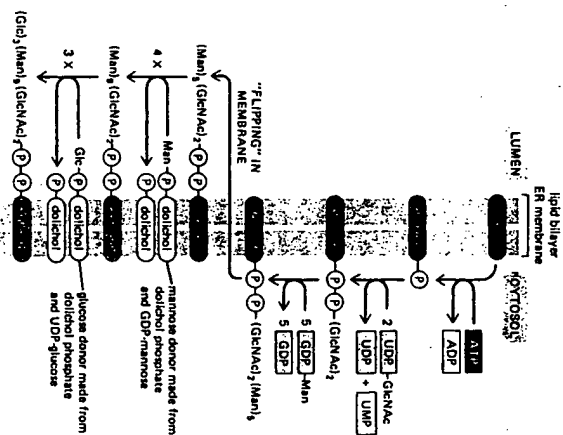 lipid bilayer
ER membrane
LUMEN
CYTOSOL
ATP
ADP
P
2 UDP-GlcNAc
UDP + UMP
P P (GlcNAc)₂
5 GDP-Man
5 GDP
P P (GlcNAc)₂(Man)₅
"FLIPPING" IN
MEMBRANE
(Man)₅(GlcNAc)₂-P P
4 X
Man-P dolichol
P dolichol
mannose donor made from
dolichol phosphate
and GDP-mannose
(Man)₉(GlcNAc)₂-P P
3 X
Glc-P dolichol
P dolichol
glucose donor made from
dolichol phosphate
and UDP-glucose
(Glc)₃(Man)₉(GlcNAc)₂-P P